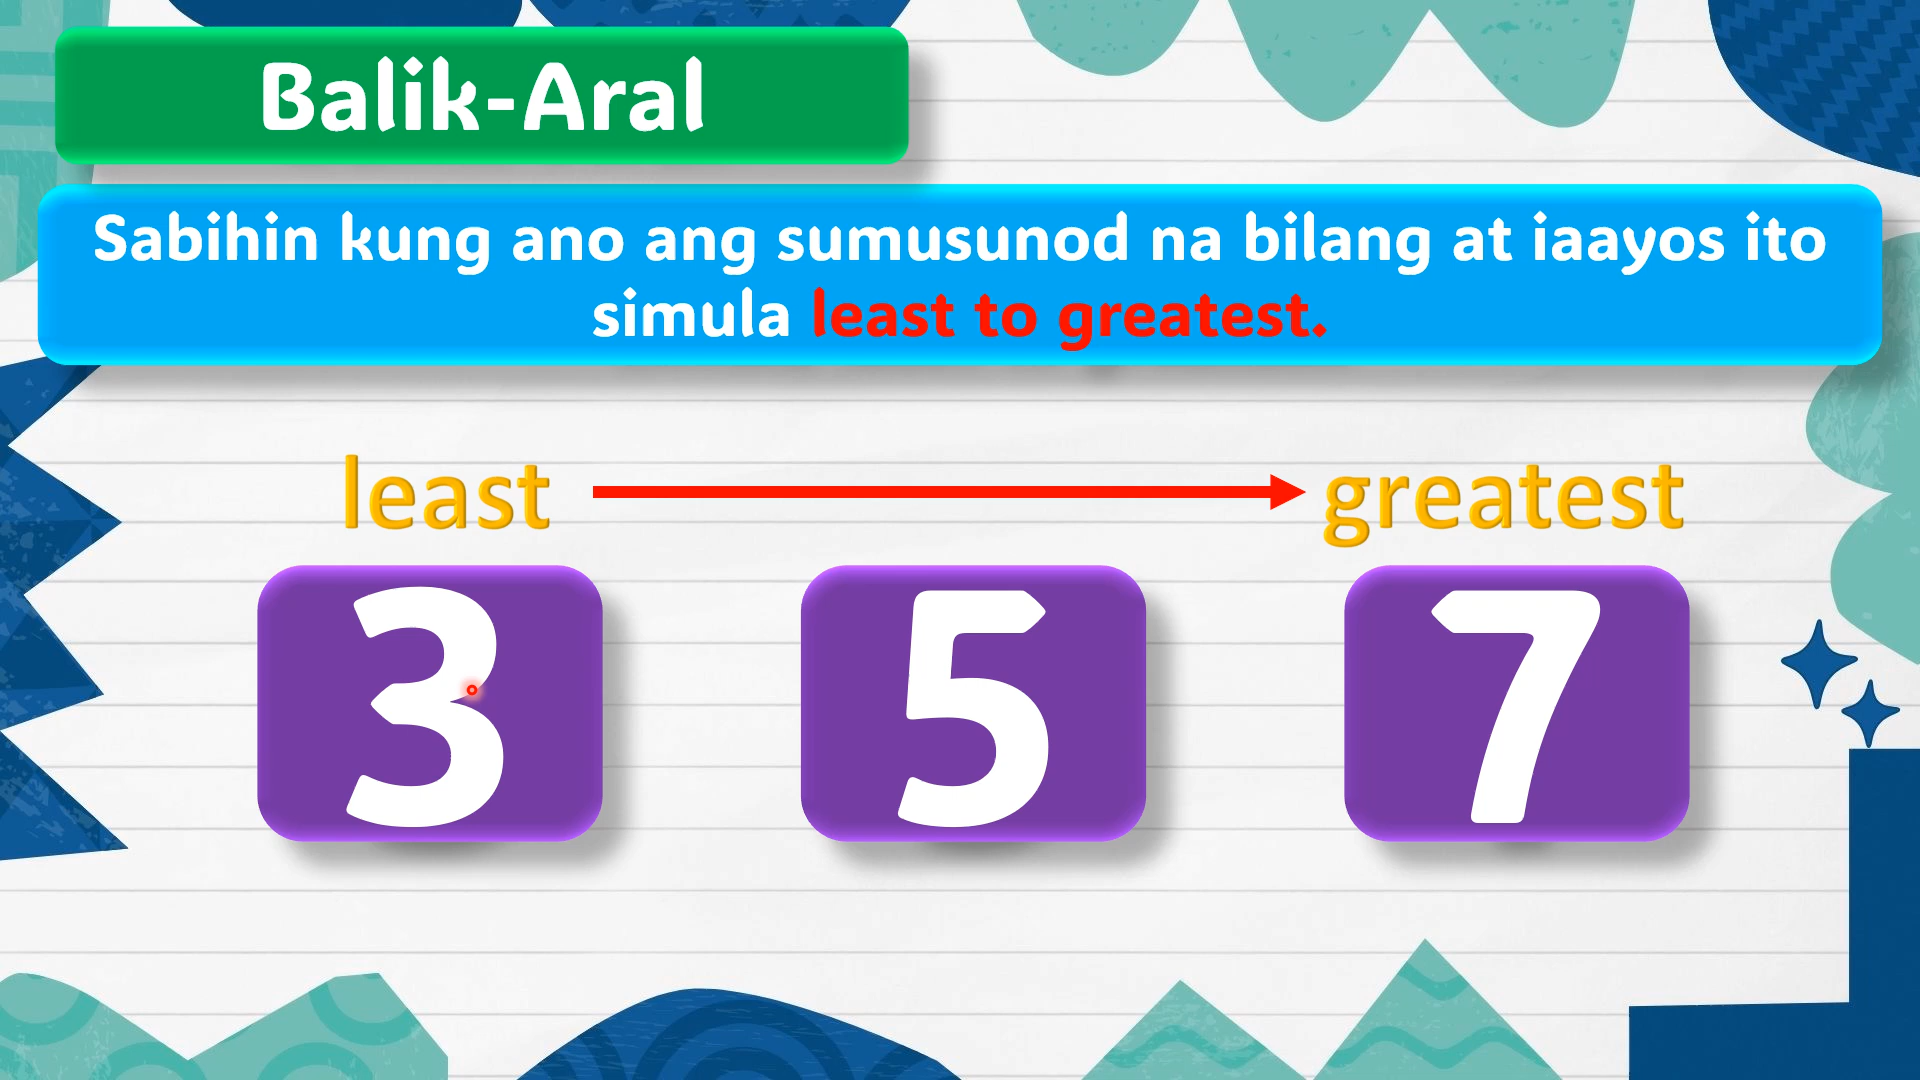 Balik-Aral
Sabihin kung ano ang sumusunod na bilang at iaayos ito
simula least to greatest.
least greatest
3 5 7